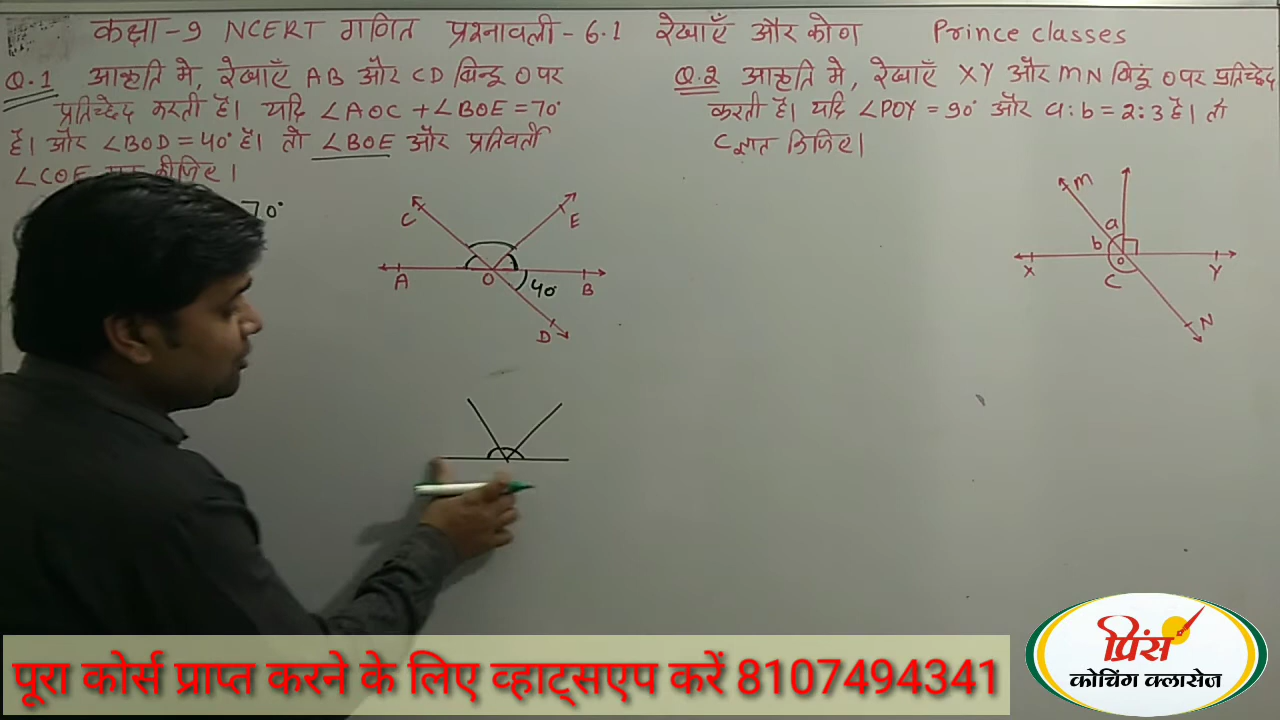 कक्षा-9 NCERT गणित प्रश्नावली-6.1 रेखाएँ और कोण Prince classes
Q.1 आकृति मे, रेखाएँ AB और CD बिन्दु O पर
प्रतिच्छेद करती है। यदि ∠AOC + ∠BOE = 70°
है। और ∠BOD = 40° है। तो ∠BOE और प्रतिवर्ती
∠COE कीजिए।
70°
C E
A O B
40°
D
Q.2 आकृति मे, रेखाएँ XY और MN बिंदु O पर प्रतिच्छेद
करती है। यदि ∠POY = 90° और a:b = 2:3 है। तो
C ज्ञात किजिए।
M
a
b
X O Y
C
N
पूरा कोर्स प्राप्त करने के लिए व्हाट्सएप करें 8107494341
प्रिंस
कोचिंग क्लासेज